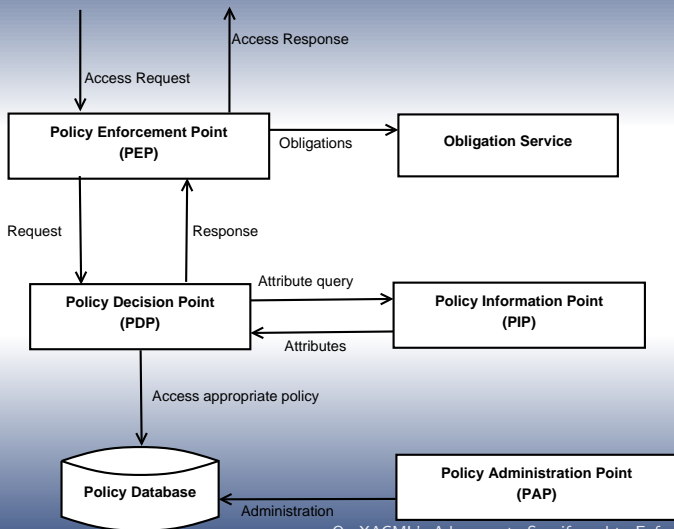 Access Response
Access Request
Policy Enforcement Point
(PEP)
Obligations
Obligation Service
Request
Response
Attribute query
Policy Decision Point
(PDP)
Policy Information Point
(PIP)
Attributes
Access appropriate policy
Policy Database
Policy Administration Point
(PAP)
Administration